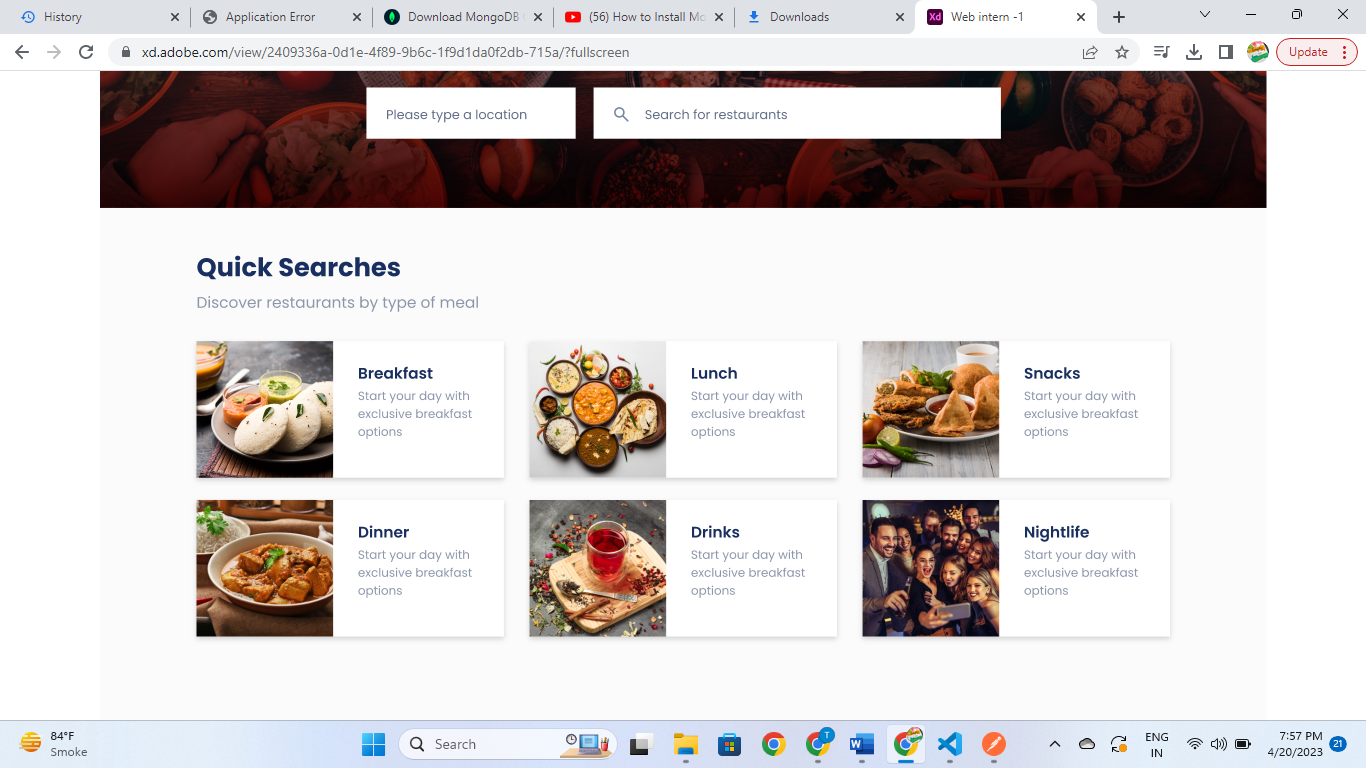 History
Application Error
Download MongoDB
(56) How to Install Mo
Downloads
Xd
Web intern -1
xd.adobe.com/view/2409336a-0d1e-4f89-9b6c-1f9d1da0f2db-715a/?fullscreen
Update
Please type a location
Search for restaurants
Quick Searches
Discover restaurants by type of meal
Breakfast
Start your day with
exclusive breakfast
options
Lunch
Start your day with
exclusive breakfast
options
Snacks
Start your day with
exclusive breakfast
options
Dinner
Start your day with
exclusive breakfast
options
Drinks
Start your day with
exclusive breakfast
options
Nightlife
Start your day with
exclusive breakfast
options
84°F
Smoke
Search
T
W
ENG
IN
7:57 PM
4/20/2023
21